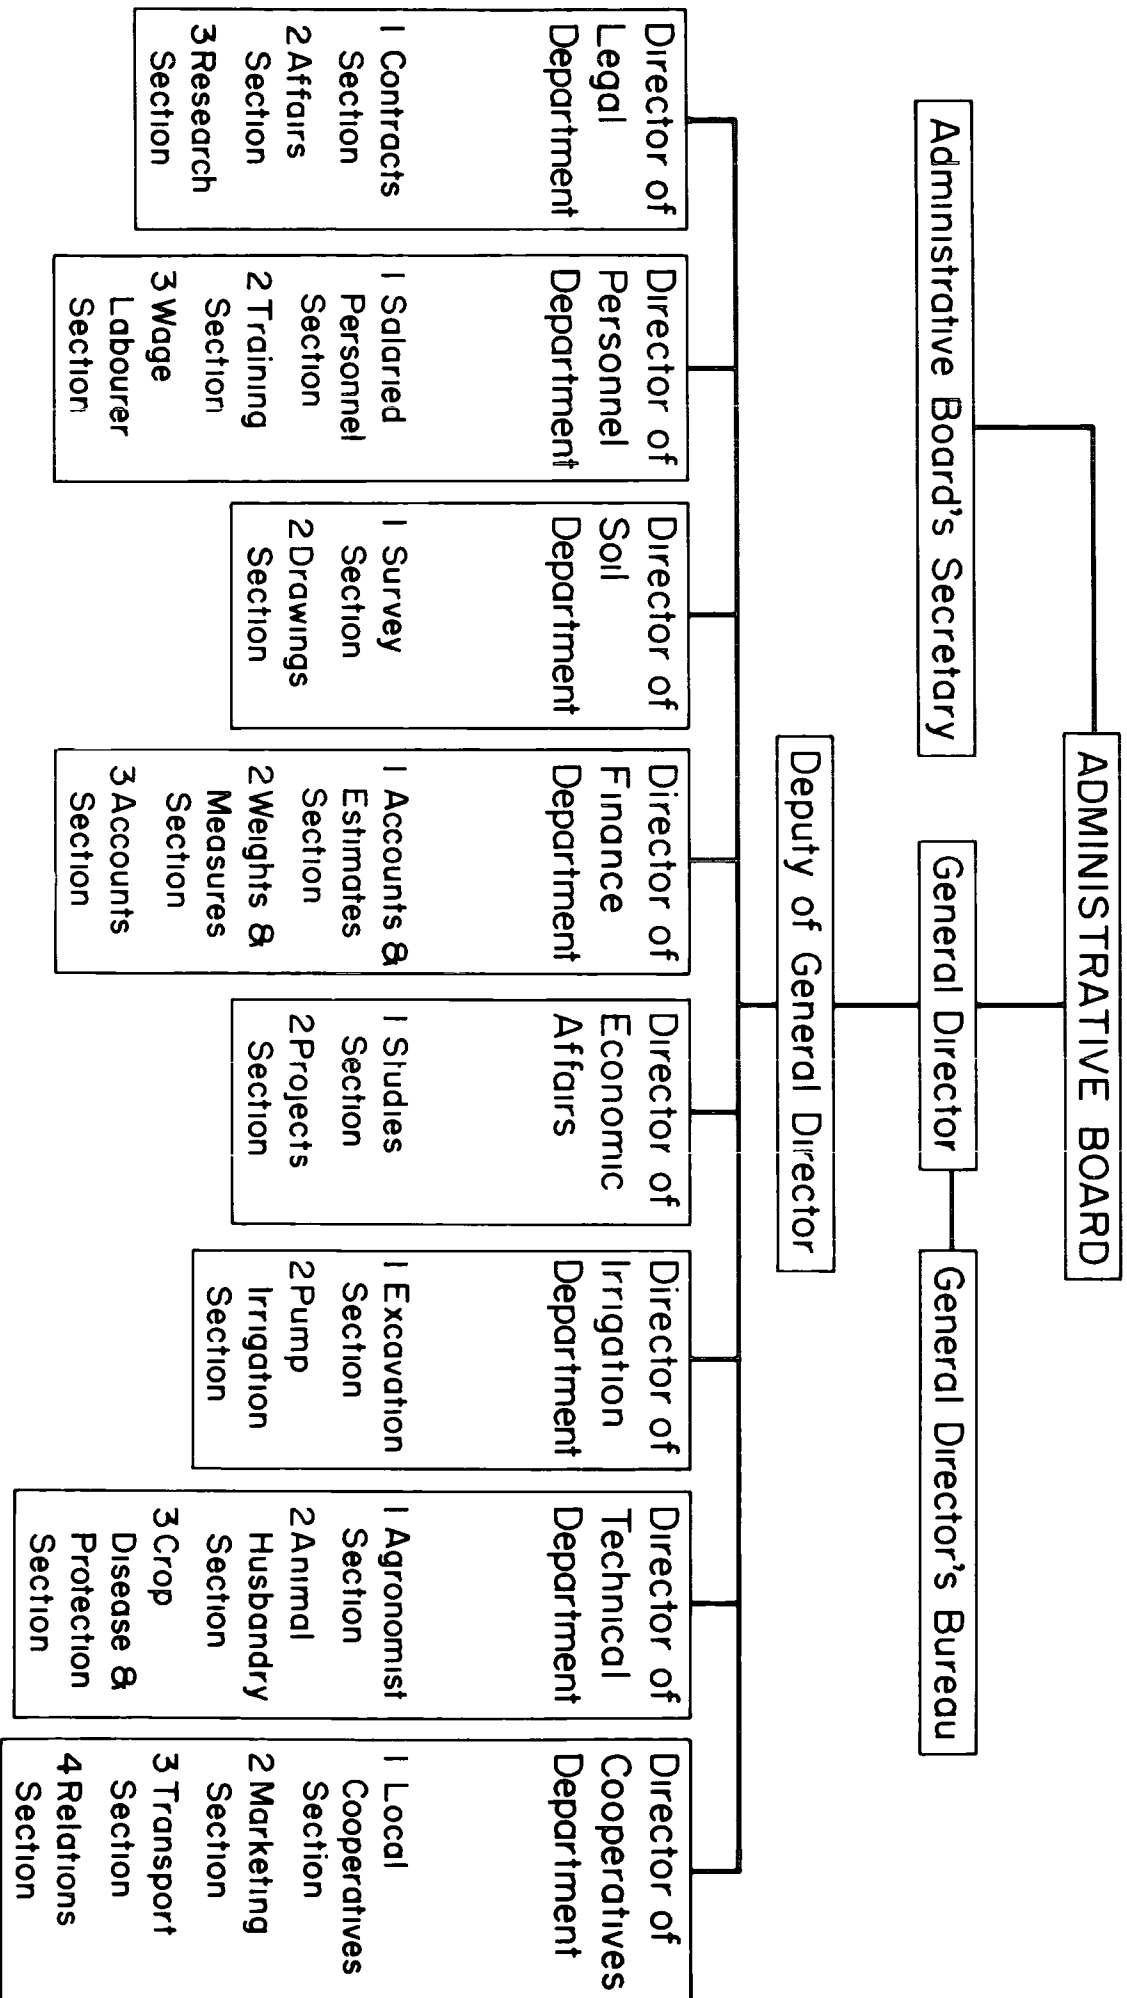 ADMINISTRATIVE BOARD
Administrative Board's Secretary
General Director
General Director's Bureau
Deputy of General Director
Director of
Legal
Department
1 Contracts
Section
2 Affairs
Section
3 Research
Section
Director of
Personnel
Department
1 Salaried
Personnel
Section
2 Training
Section
3 Wage
Labourer
Section
Director of
Soil
Department
1 Survey
Section
2 Drawings
Section
Director of
Finance
Department
1 Accounts &
Estimates
Section
2 Weights &
Measures
Section
3 Accounts
Section
Director of
Economic
Affairs
1 Studies
Section
2 Projects
Section
Director of
Irrigation
Department
1 Excavation
Section
2 Pump
Irrigation
Section
Director of
Technical
Department
1 Agronomist
Section
2 Animal
Husbandry
Section
3 Crop
Disease &
Protection
Section
Director of
Cooperatives
Department
1 Local
Cooperatives
Section
2 Marketing
Section
3 Transport
Section
4 Relations
Section